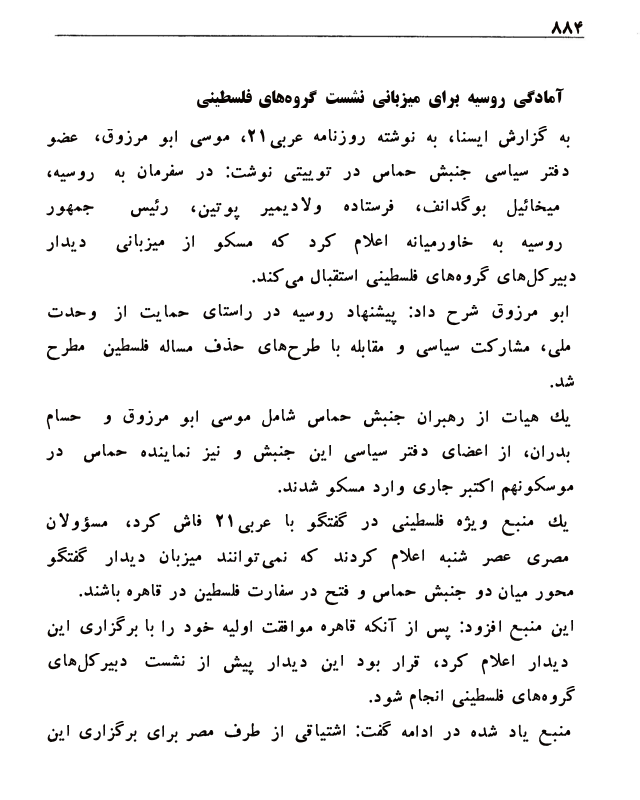 ۸۸۴
آمادگی روسیه برای میزبانی نشست گروه‌های فلسطینی
به گزارش ایسنا، به نوشته روزنامه عربی۲۱، موسی ابو مرزوق، عضو
دفتر سیاسی جنبش حماس در توییتی نوشت: در سفرمان به روسیه،
میخائیل بوگدانف، فرستاده ولادیمیر پوتین، رئیس جمهور
روسیه به خاورمیانه اعلام کرد که مسکو از میزبانی دیدار
دبیرکل‌های گروه‌های فلسطینی استقبال می‌کند.
ابو مرزوق شرح داد: پیشنهاد روسیه در راستای حمایت از وحدت
ملی، مشارکت سیاسی و مقابله با طرح‌های حذف مساله فلسطین مطرح
شد.
یك هیات از رهبران جنبش حماس شامل موسی ابو مرزوق و حسام
بدران، از اعضای دفتر سیاسی این جنبش و نیز نماینده حماس در
موسکونهم اکتبر جاری وارد مسکو شدند.
یك منبع ویژه فلسطینی در گفتگو با عربی۲۱ فاش کرد، مسؤولان
مصری عصر شنبه اعلام کردند که نمی‌توانند میزبان دیدار گفتگو
محور میان دو جنبش حماس و فتح در سفارت فلسطین در قاهره باشند.
این منبع افزود: پس از آنکه قاهره موافقت اولیه خود را با برگزاری این
دیدار اعلام کرد، قرار بود این دیدار پیش از نشست دبیرکل‌های
گروه‌های فلسطینی انجام شود.
منبع یاد شده در ادامه گفت: اشتیاقی از طرف مصر برای برگزاری این